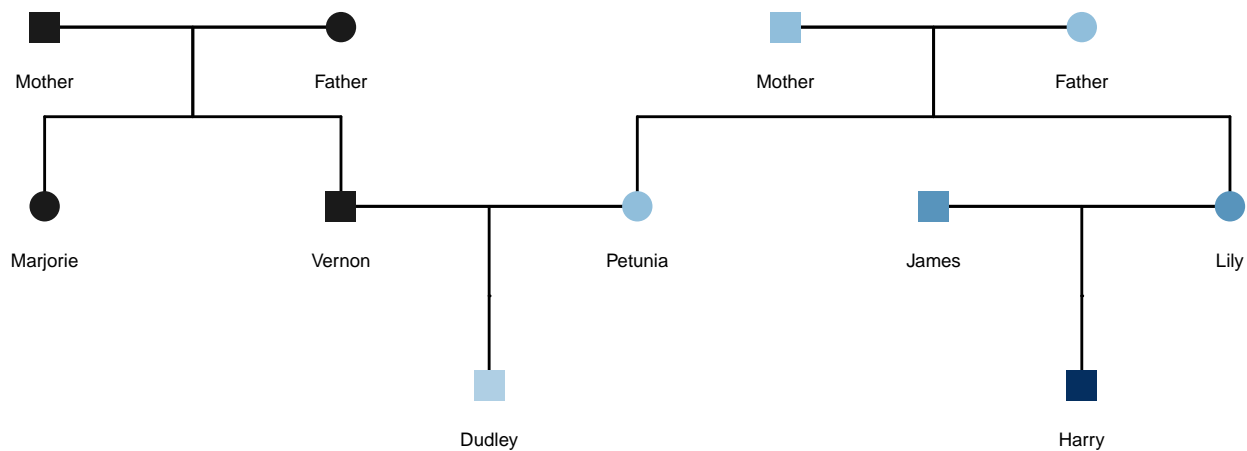 Mother
Father
Mother
Father
Marjorie
Vernon
Petunia
James
Lily
Dudley
Harry